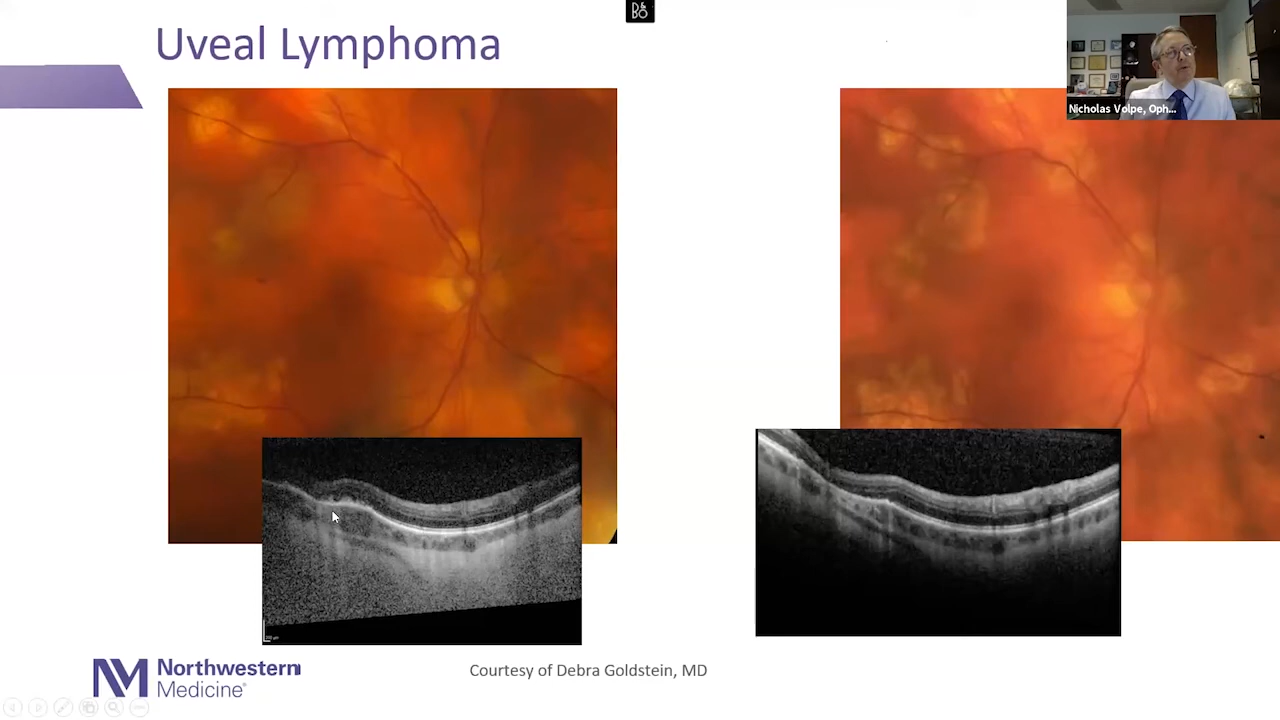 B&O
Uveal Lymphoma
Nicholas Volpe, Oph...
Northwestern
Medicine
Courtesy of Debra Goldstein, MD